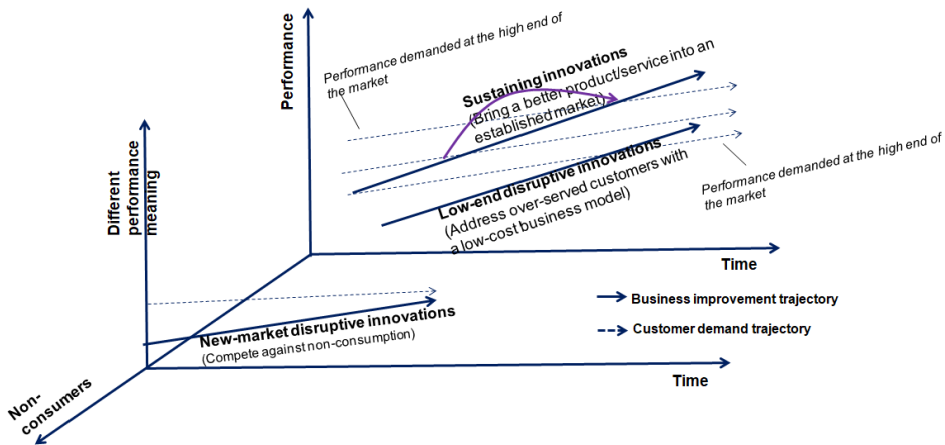 Performance demanded at the high end of
the market
Performance
Sustaining innovations
(Bring a better product/service into an
established market)
Different
performance
meaning
Low-end disruptive innovations
(Address over-served customers with
a low-cost business model)
Performance demanded at the high end of
the market
Time
New-market disruptive innovations
(Compete against non-consumption)
Business improvement trajectory
Customer demand trajectory
Time
Non-
consumers